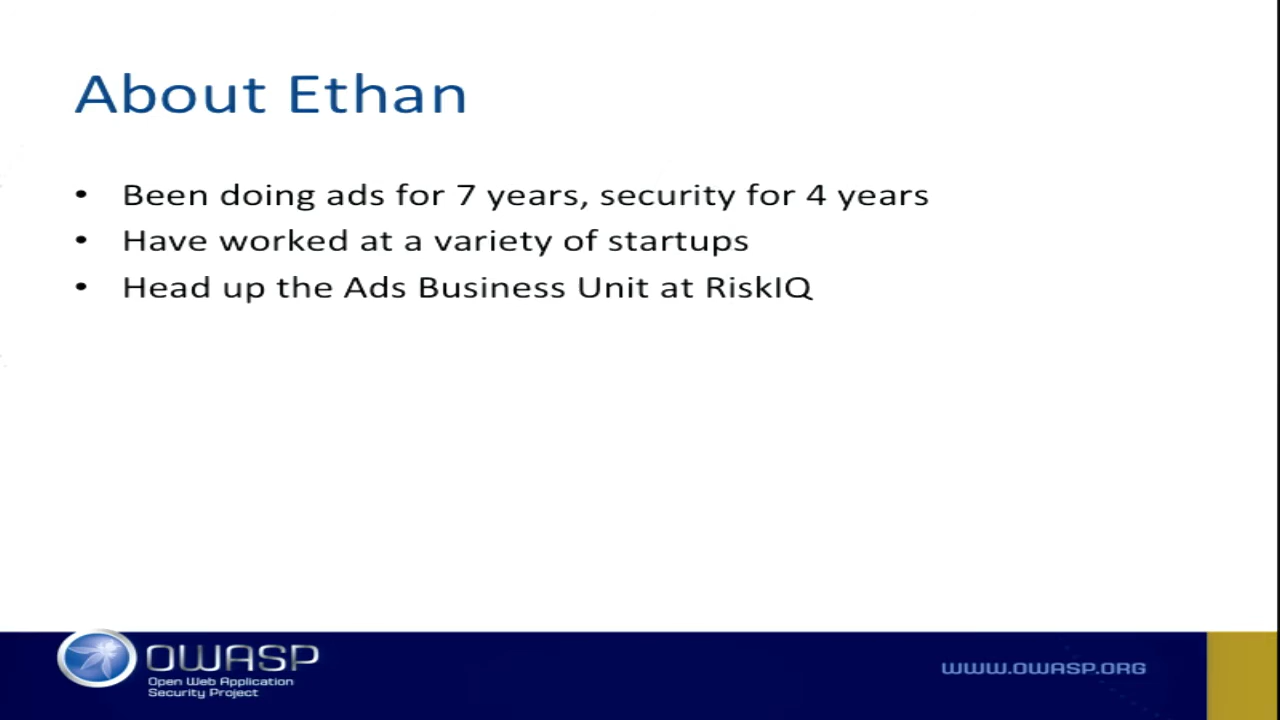 About Ethan
• Been doing ads for 7 years, security for 4 years
• Have worked at a variety of startups
• Head up the Ads Business Unit at RiskIQ
OWASP
Open Web Application
Security Project
WWW.OWASP.ORG